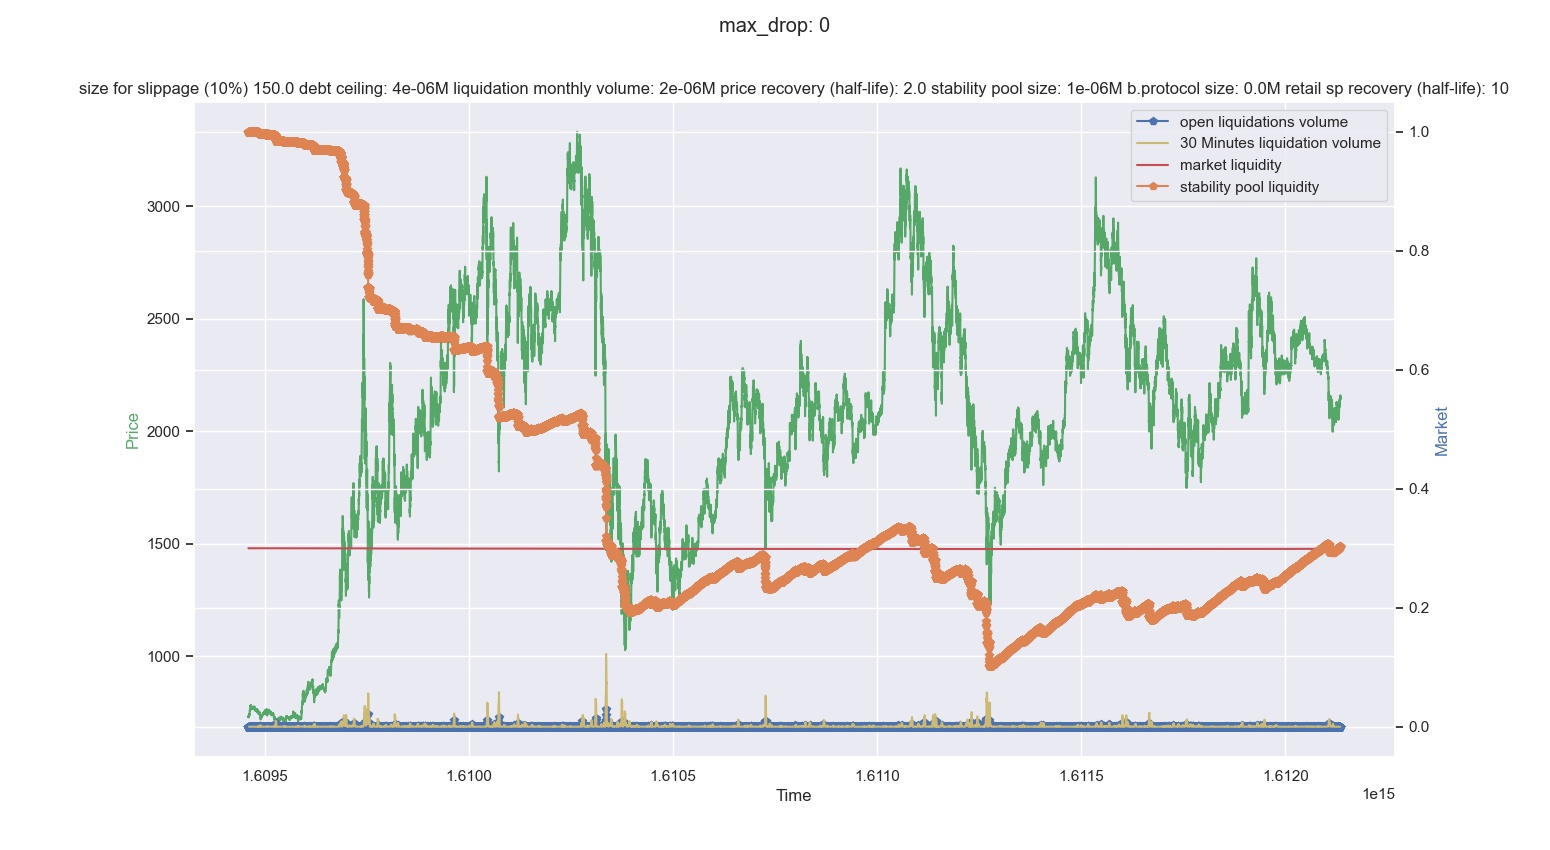 max_drop: 0
size for slippage (10%) 150.0 debt ceiling: 4e-06M liquidation monthly volume: 2e-06M price recovery (half-life): 2.0 stability pool size: 1e-06M b.protocol size: 0.0M retail sp recovery (half-life): 10
open liquidations volume
30 Minutes liquidation volume
market liquidity
stability pool liquidity
3000
2500
2000
1500
1000
Price
1.0
0.8
0.6
0.4
0.2
0.0
Market
1.6095 1.6100 1.6105 1.6110 1.6115 1.6120
Time
1e15